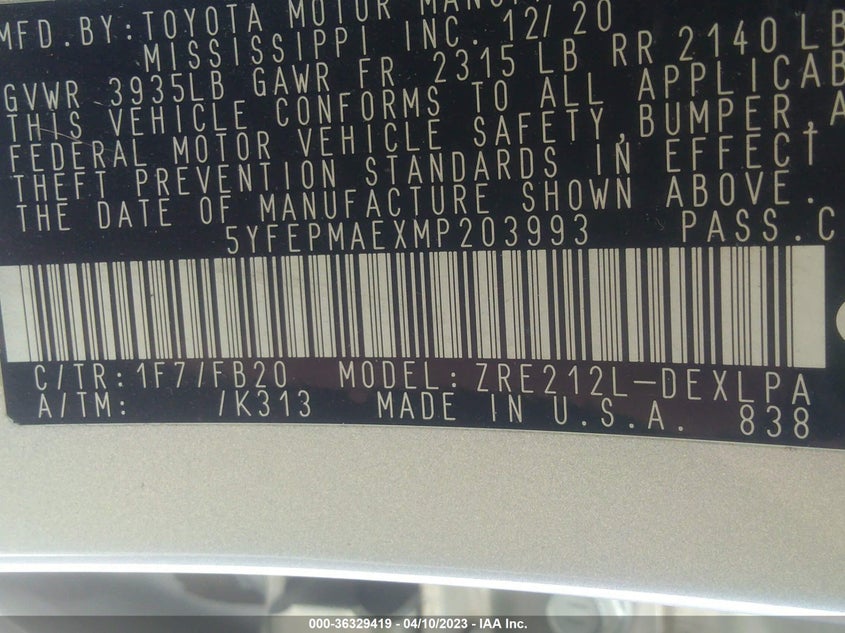 MFD.BY:TOYOTA MOTOR
MISSISSIPPI INC. 12/20
GVWR 3935LB GAWR FR 2315 LB RR 2140 LB
THIS VEHICLE CONFORMS TO ALL
FEDERAL MOTOR VEHICLE SAFETY,BUMPER,
THEFT PREVENTION STANDARDS IN EFFECT
THE DATE OF MANUFACTURE SHOWN ABOVE.
5YFEPMAEXMP203993 PASS.C
C/TR:1F7/FB20 MODEL:ZRE212L-DEXLPA
A/TM: /K313 MADE IN U.S.A. 838
000-36329419 - 04/10/2023 - IAA Inc.